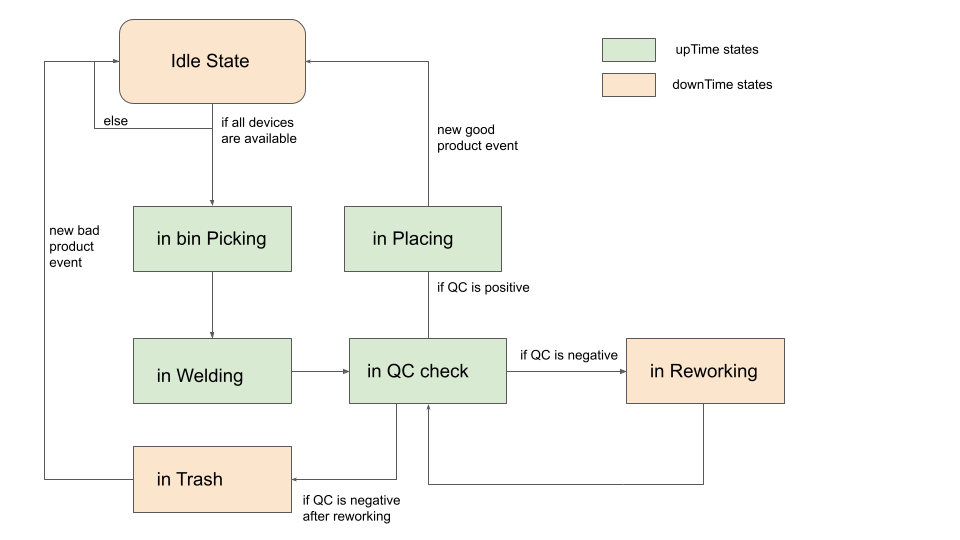 Idle State
upTime states
downTime states
else
if all devices
are available
new good
product event
new bad
product
event
in bin Picking
in Placing
if QC is positive
in Welding
in QC check
if QC is negative
in Reworking
in Trash
if QC is negative
after reworking